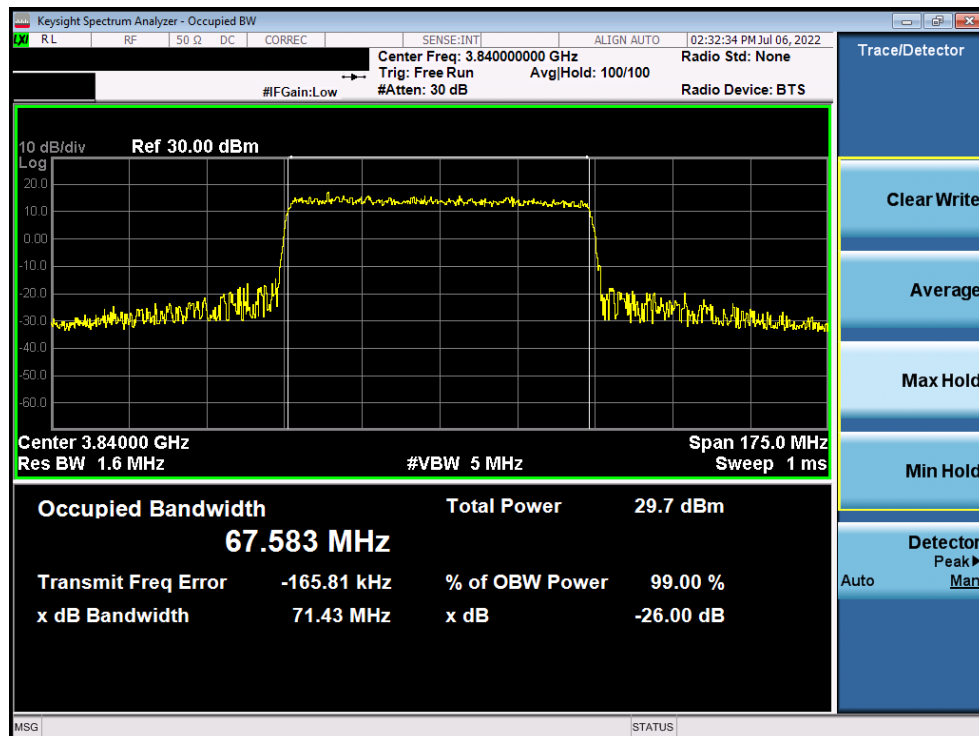 Keysight Spectrum Analyzer - Occupied BW
LXI RL RF 50 Ω DC CORREC SENSE:INT ALIGN AUTO 02:32:34 PM Jul 06, 2022
Center Freq: 3.840000000 GHz Radio Std: None
Trig: Free Run Avg|Hold: 100/100
#IFGain:Low #Atten: 30 dB Radio Device: BTS
10 dB/div Ref 30.00 dBm
Log
20.0
10.0
0.00
-10.0
-20.0
-30.0
-40.0
-50.0
-60.0
Center 3.84000 GHz Span 175.0 MHz
Res BW 1.6 MHz #VBW 5 MHz Sweep 1 ms
Occupied Bandwidth Total Power 29.7 dBm
67.583 MHz
Transmit Freq Error -165.81 kHz % of OBW Power 99.00 %
x dB Bandwidth 71.43 MHz x dB -26.00 dB
MSG STATUS
Trace/Detector
Clear Write
Average
Max Hold
Min Hold
Detector
Peak▶
Auto Man